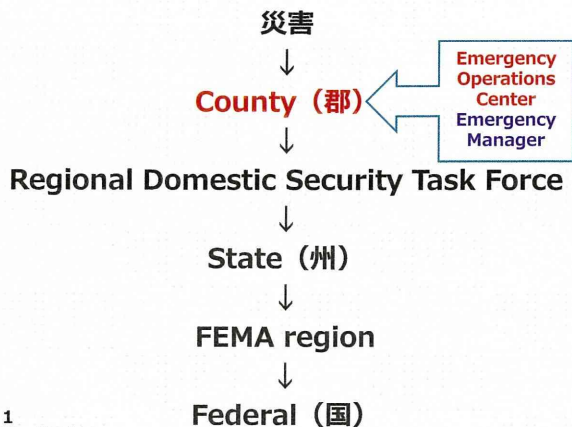 災害
↓
County（郡）
Emergency
Operations
Center
Emergency
Manager
↓
Regional Domestic Security Task Force
↓
State（州）
↓
FEMA region
↓
Federal（国）
1